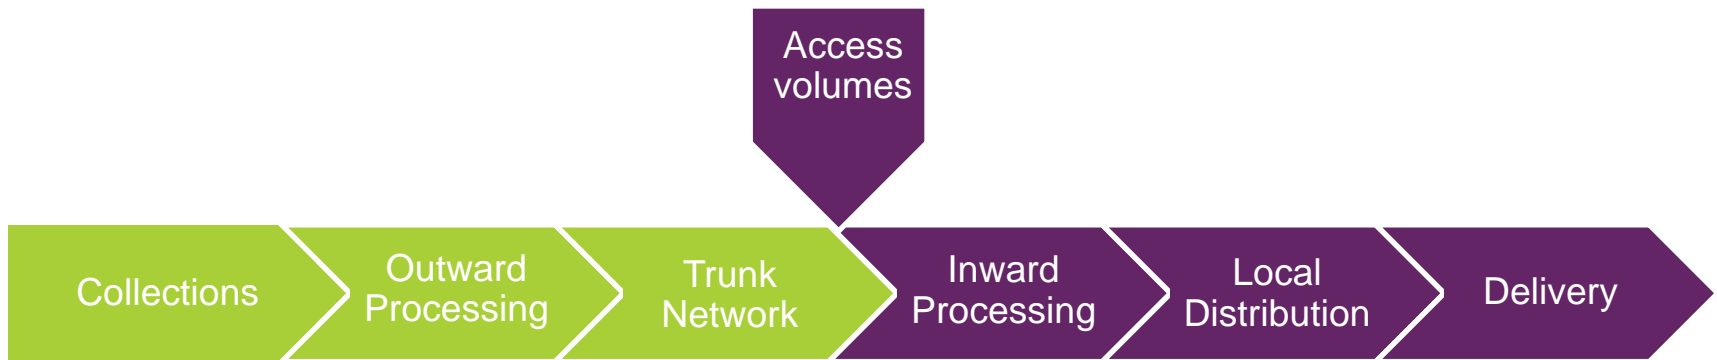 Access
volumes
Collections
Outward
Processing
Trunk
Network
Inward
Processing
Local
Distribution
Delivery